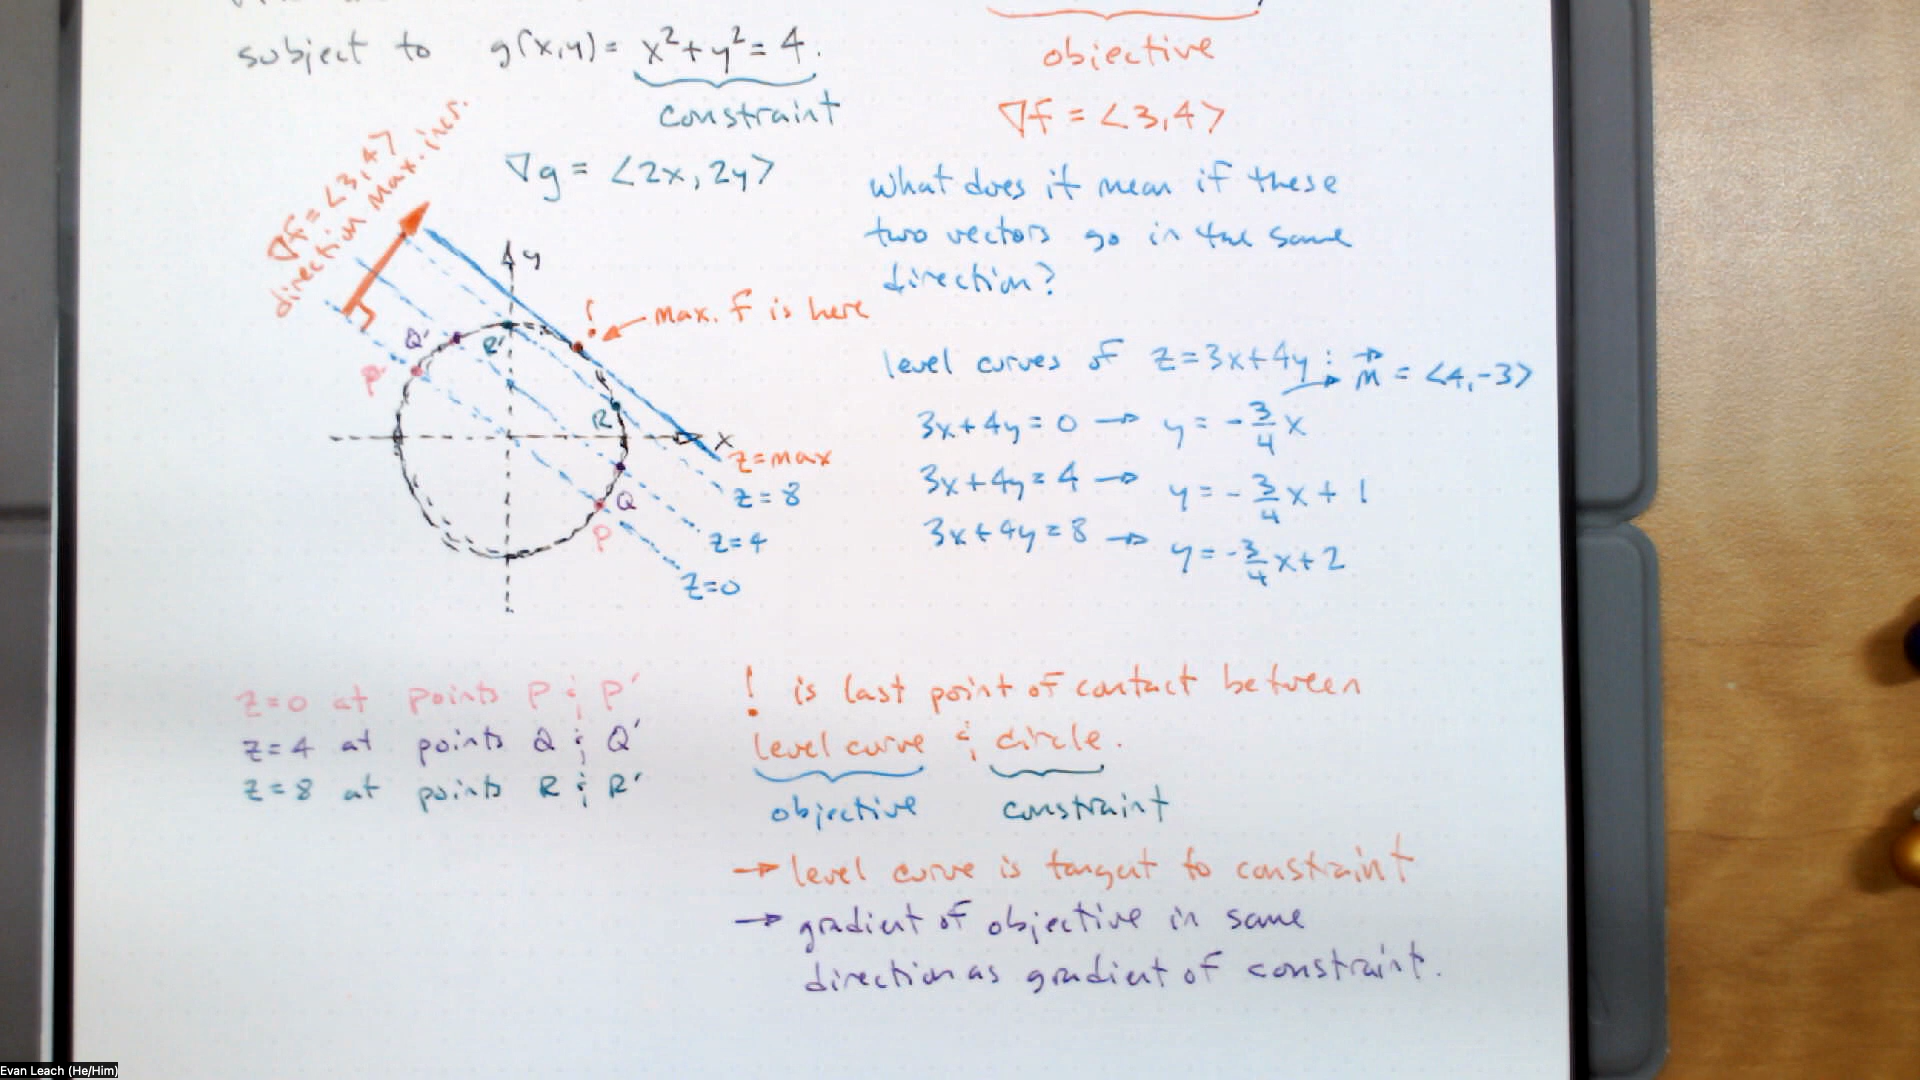 subject to g(x,y) = x² + y² = 4.
constraint
∇g = <2x, 2y>
objective
∇f = <3,4>
what does it mean if these
two vectors go in the same
direction?
∇f = <3,4>
direction max. incr.
y
x
!
max. f is here
Q'
R'
P'
R
Q
P
z=max
z=8
z=4
z=0
level curves of z=3x+4y : m⃗ = <4,-3>
3x+4y=0 → y = -3/4 x
3x+4y=4 → y = -3/4 x + 1
3x+4y=8 → y = -3/4 x + 2
z=0 at points P & P'
z=4 at points Q & Q'
z=8 at points R & R'
! is last point of contact between
level curve & circle.
objective constraint
→ level curve is tangent to constraint
→ gradient of objective in same
direction as gradient of constraint.
Evan Leach (He/Him)